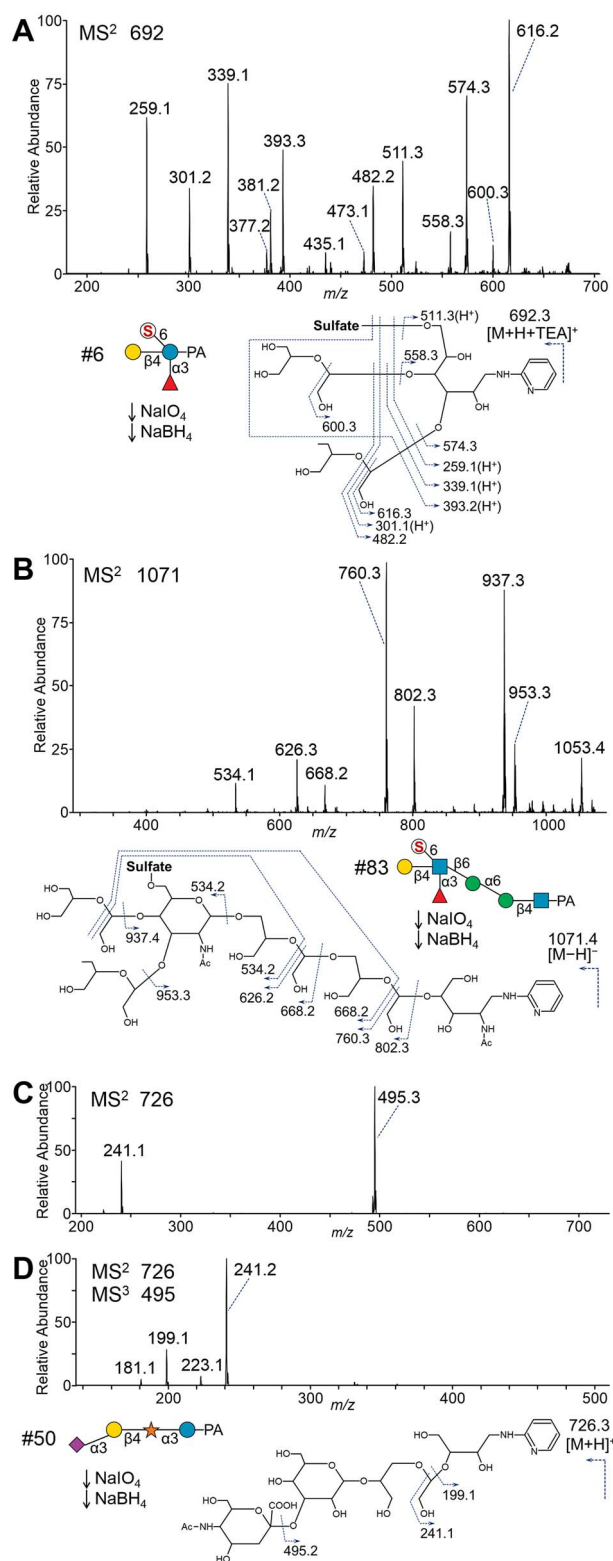 A
MS² 692
Relative Abundance
100
75
50
25
0
616.2
339.1
574.3
259.1
393.3
511.3
301.2
381.2
482.2
600.3
377.2
473.1
558.3
435.1
200
300
400
500
600
700
m/z
692.3
[M+H+TEA]⁺
Sulfate
O
511.3(H⁺)
S
6
#6
PA
β4
α3
HO
HO
O
O
558.3
OH
NH
N
OH
OH
600.3
O
574.3
259.1(H⁺)
339.1(H⁺)
393.2(H⁺)
O
HO
OH
616.3
301.1(H⁺)
482.2
↓ NaIO₄
↓ NaBH₄
B
MS² 1071
Relative Abundance
100
75
50
25
0
760.3
937.3
802.3
953.3
626.3
1053.4
534.1
668.2
400
600
800
1000
m/z
S
6
#83
β4
α3
β6
α6
β4
PA
↓ NaIO₄
↓ NaBH₄
1071.4
[M−H]⁻
Sulfate
534.2
937.4
953.3
Ac
534.2
626.2
668.2
668.2
760.3
802.3
Ac
C
MS² 726
Relative Abundance
100
50
0
495.3
241.1
200
300
400
500
600
700
m/z
D
MS² 726
MS³ 495
Relative Abundance
100
75
50
25
0
241.2
199.1
181.1
223.1
200
300
400
500
m/z
#50
α3
β4
α3
PA
↓ NaIO₄
↓ NaBH₄
726.3
[M+H]⁺
COOH
Ac
495.2
199.1
241.1